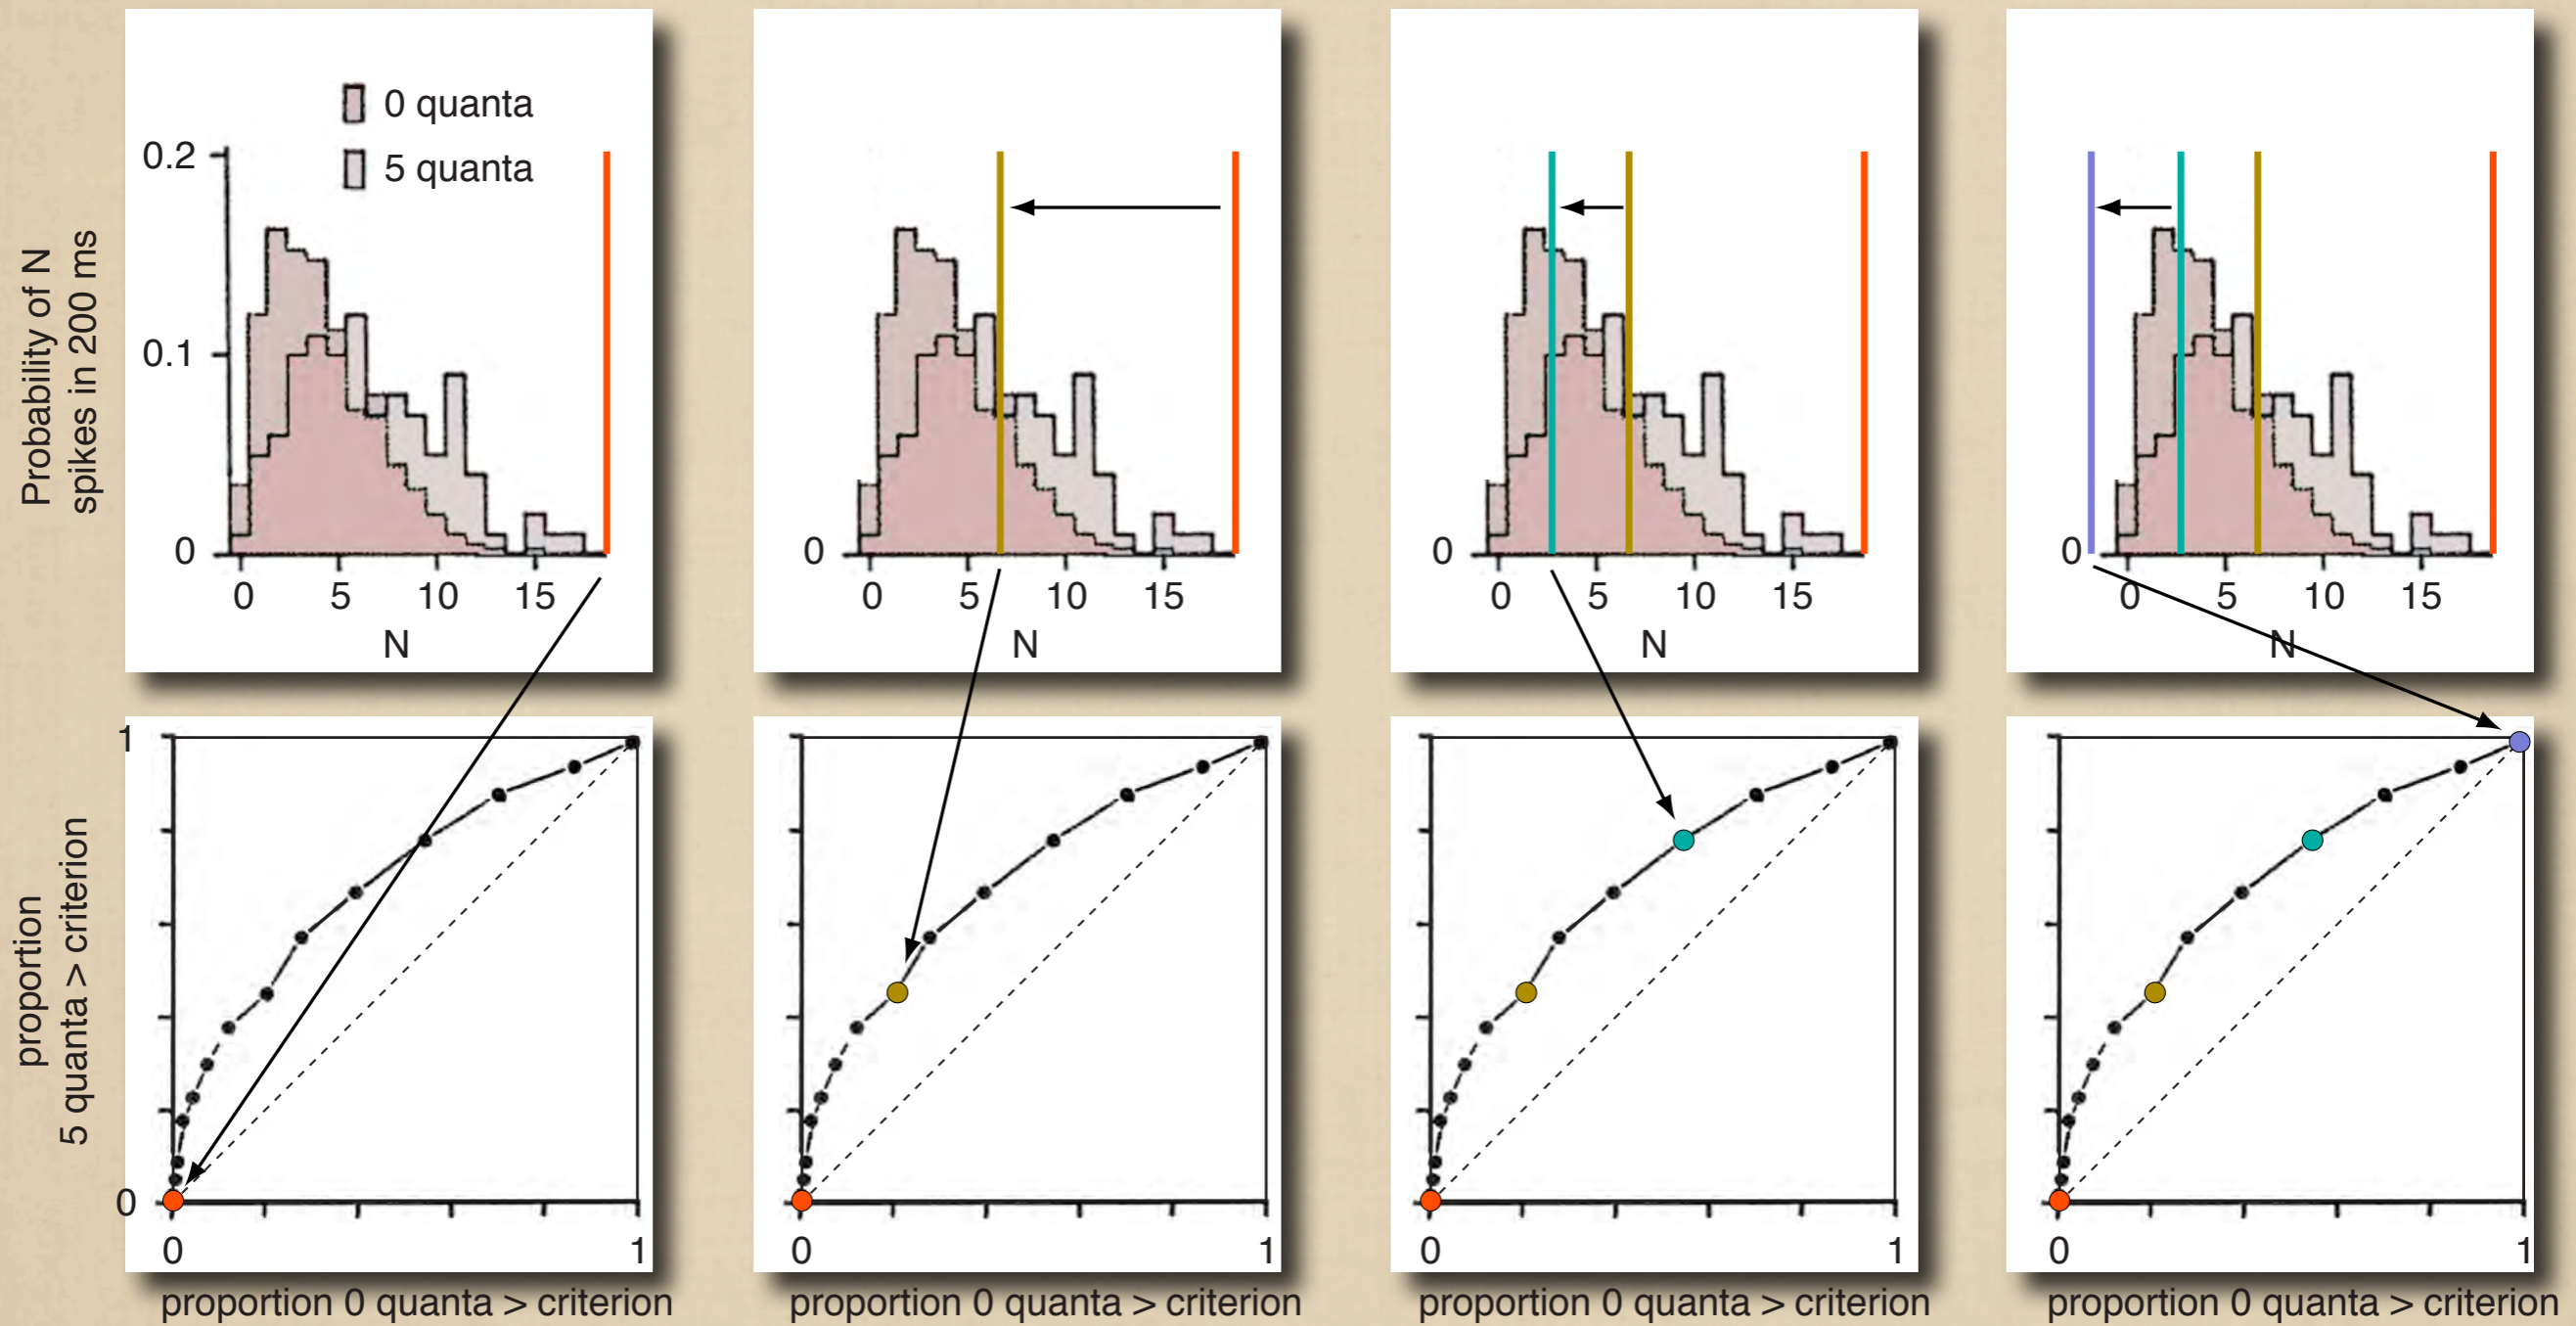 0 quanta
5 quanta
Probability of N
spikes in 200 ms
0.2
0.1
0
0 5 10 15
N
0
0 5 10 15
N
0
0 5 10 15
N
0
0 5 10 15
N
proportion
5 quanta > criterion
1
0
0 1
proportion 0 quanta > criterion
0 1
proportion 0 quanta > criterion
0 1
proportion 0 quanta > criterion
0 1
proportion 0 quanta > criterion